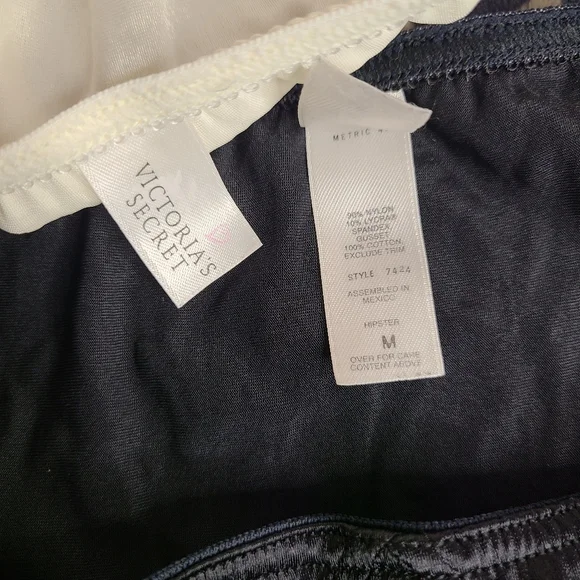 VICTORIA'S
SECRET
METRIC
90% NYLON
10% LYCRA®
SPANDEX,
GUSSET
100% COTTON,
EXCLUDE TRIM
STYLE 7424
ASSEMBLED IN
MEXICO
HIPSTER
M
OVER FOR CARE
CONTENT ABOVE